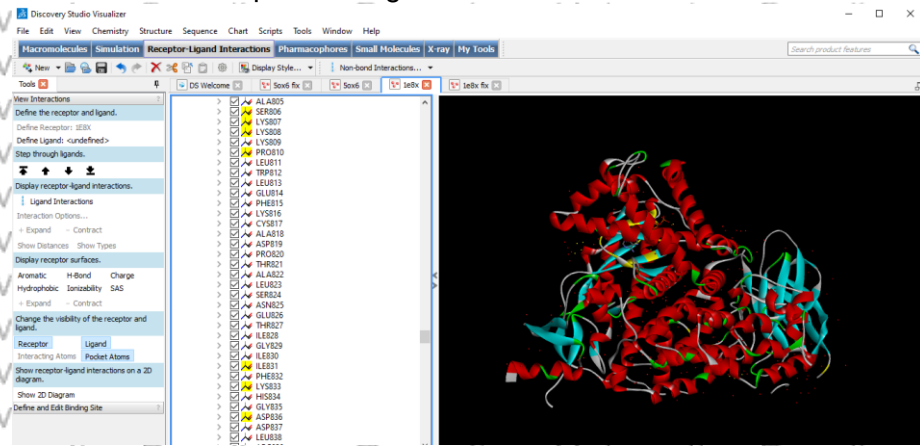 Discovery Studio Visualizer
File Edit View Chemistry Structure Sequence Chart Scripts Tools Window Help
Macromolecules Simulation Receptor-Ligand Interactions Pharmacophores Small Molecules X-ray My Tools
Search product features
New Display Style... Non-bond Interactions...
Tools DS Welcome 5ox6 fix 5ox6 1e8x 1e8x fix
View Interactions
Define the receptor and ligand.
Define Receptor: 1E8X
Define Ligand: <undefined>
Step through ligands.
Display receptor-ligand interactions.
Ligand Interactions
Interaction Options...
+ Expand - Contract
Show Distances Show Types
Display receptor surfaces.
Aromatic H-Bond Charge
Hydrophobic Ionizability SAS
+ Expand - Contract
Change the visibility of the receptor and
ligand.
Receptor Ligand
Interacting Atoms Pocket Atoms
Show receptor-ligand interactions on a 2D
diagram.
Show 2D Diagram
Define and Edit Binding Site
ALA805
SER806
LYS807
LYS808
LYS809
PRO810
LEU811
TRP812
LEU813
GLU814
PHE815
LYS816
CYS817
ALA818
ASP819
PRO820
THR821
ALA822
LEU823
SER824
ASN825
GLU826
THR827
ILE828
GLY829
ILE830
ILE831
PHE832
LYS833
HIS834
GLY835
ASP836
ASP837
LEU838